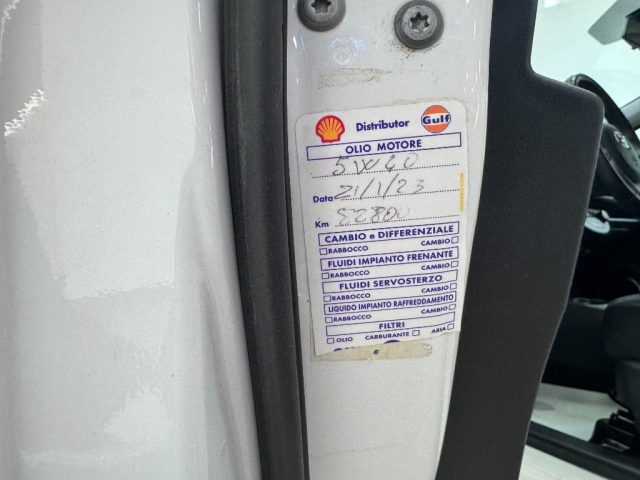 Distributor Gulf
OLIO MOTORE
5W40
Data 21/1/23
Km 82800
CAMBIO e DIFFERENZIALE
RABBOCCO CAMBIO
FLUIDI IMPIANTO FRENANTE
RABBOCCO CAMBIO
FLUIDI SERVOSTERZO
RABBOCCO CAMBIO
LIQUIDO IMPIANTO RAFFREDDAMENTO
RABBOCCO CAMBIO
FILTRI
OLIO CARBURANTE ARIA